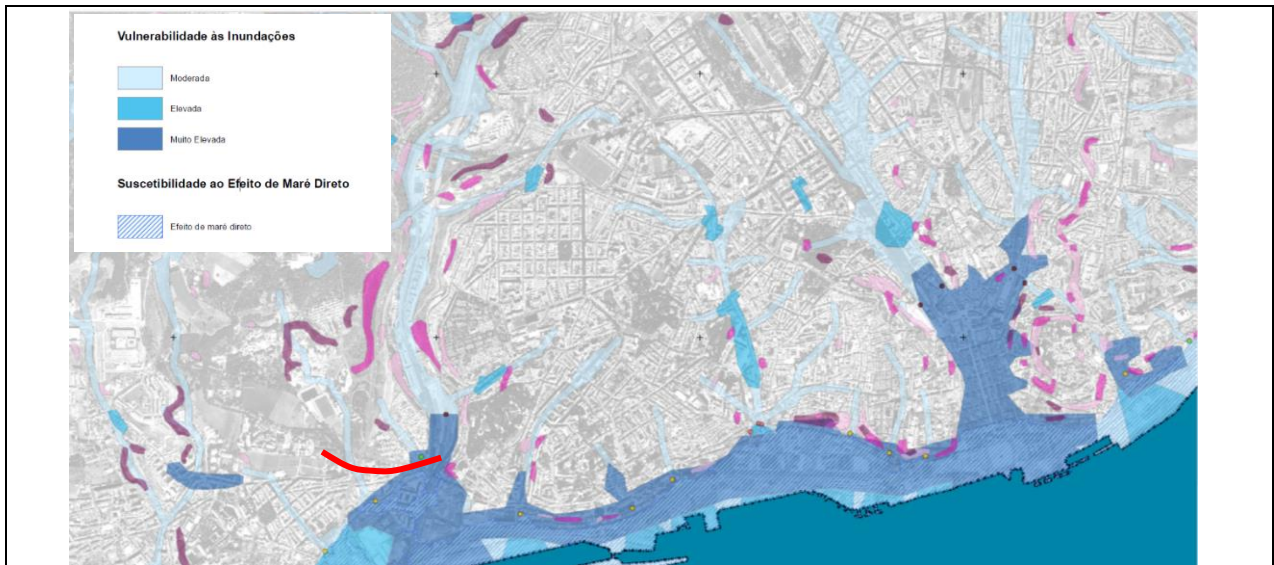 Vulnerabilidade às Inundações
Moderada
Elevada
Muito Elevada
Suscetibilidade ao Efeito de Maré Direto
Efeito de maré direto